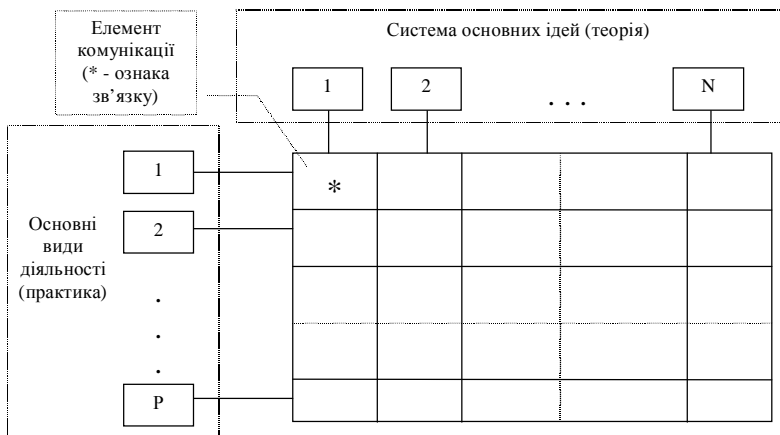 Елемент
комунікації
(* - ознака
зв’язку)
Система основних ідей (теорія)
1
2
. . .
N
Основні
види
діяльності
(практика)
1
2
.
.
.
P
*